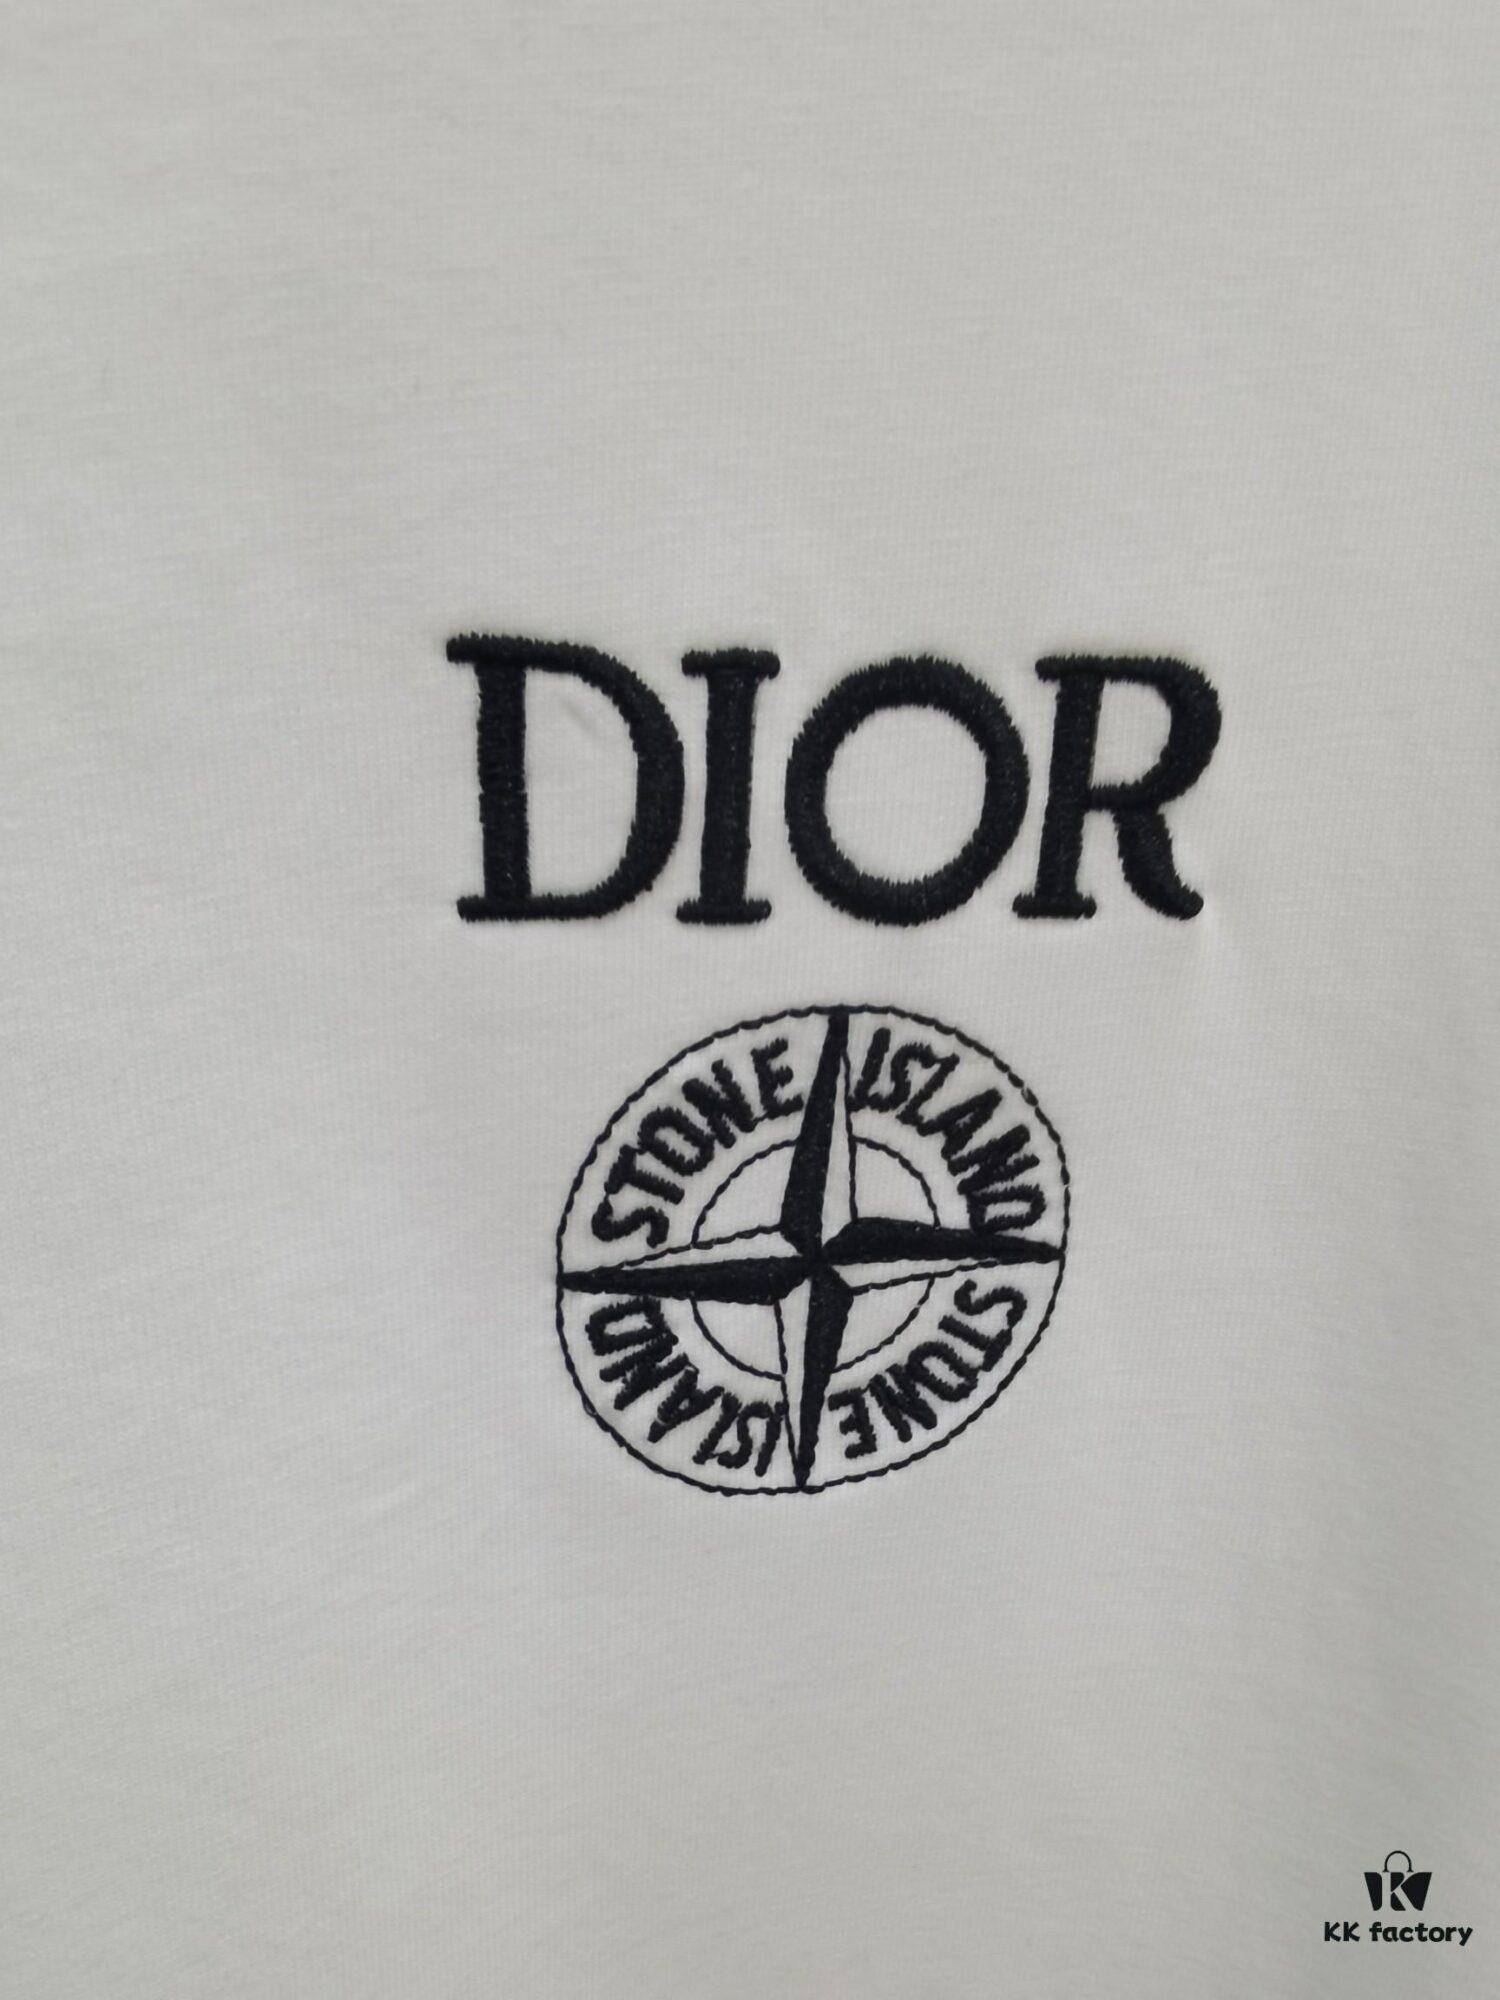 DIOR
STONE ISLAND
STONE ISLAND
KK factory